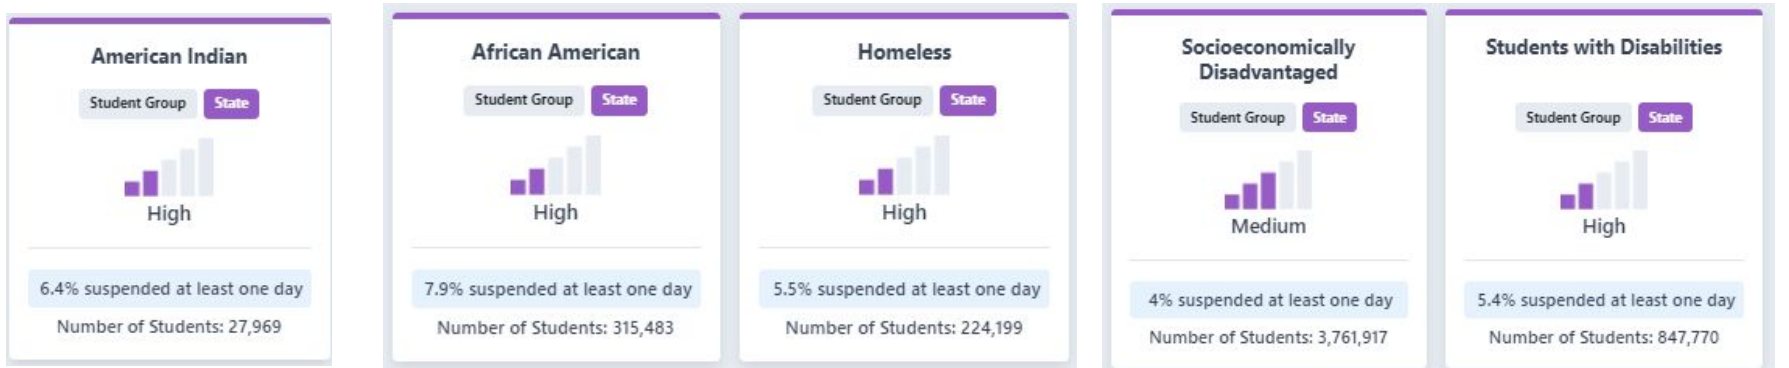 American Indian
Student Group State
High
6.4% suspended at least one day
Number of Students: 27,969
African American
Student Group State
High
7.9% suspended at least one day
Number of Students: 315,483
Homeless
Student Group State
High
5.5% suspended at least one day
Number of Students: 224,199
Socioeconomically
Disadvantaged
Student Group State
Medium
4% suspended at least one day
Number of Students: 3,761,917
Students with Disabilities
Student Group State
High
5.4% suspended at least one day
Number of Students: 847,770